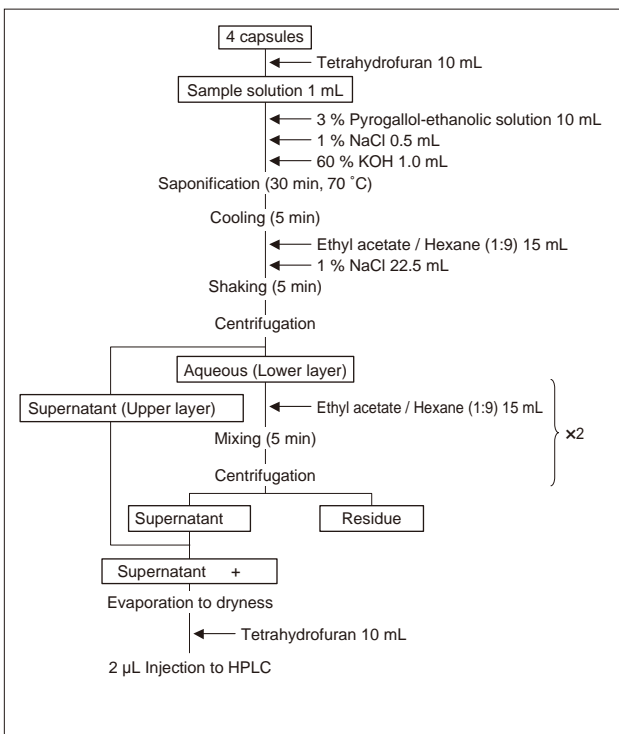 4 capsules
Tetrahydrofuran 10 mL
Sample solution 1 mL
3 % Pyrogallol-ethanolic solution 10 mL
1 % NaCl 0.5 mL
60 % KOH 1.0 mL
Saponification (30 min, 70 ˚C)
Cooling (5 min)
Ethyl acetate / Hexane (1:9) 15 mL
1 % NaCl 22.5 mL
Shaking (5 min)
Centrifugation
Aqueous (Lower layer)
Supernatant (Upper layer)
Ethyl acetate / Hexane (1:9) 15 mL
×2
Mixing (5 min)
Centrifugation
Supernatant
Residue
Supernatant +
Evaporation to dryness
Tetrahydrofuran 10 mL
2 µL Injection to HPLC